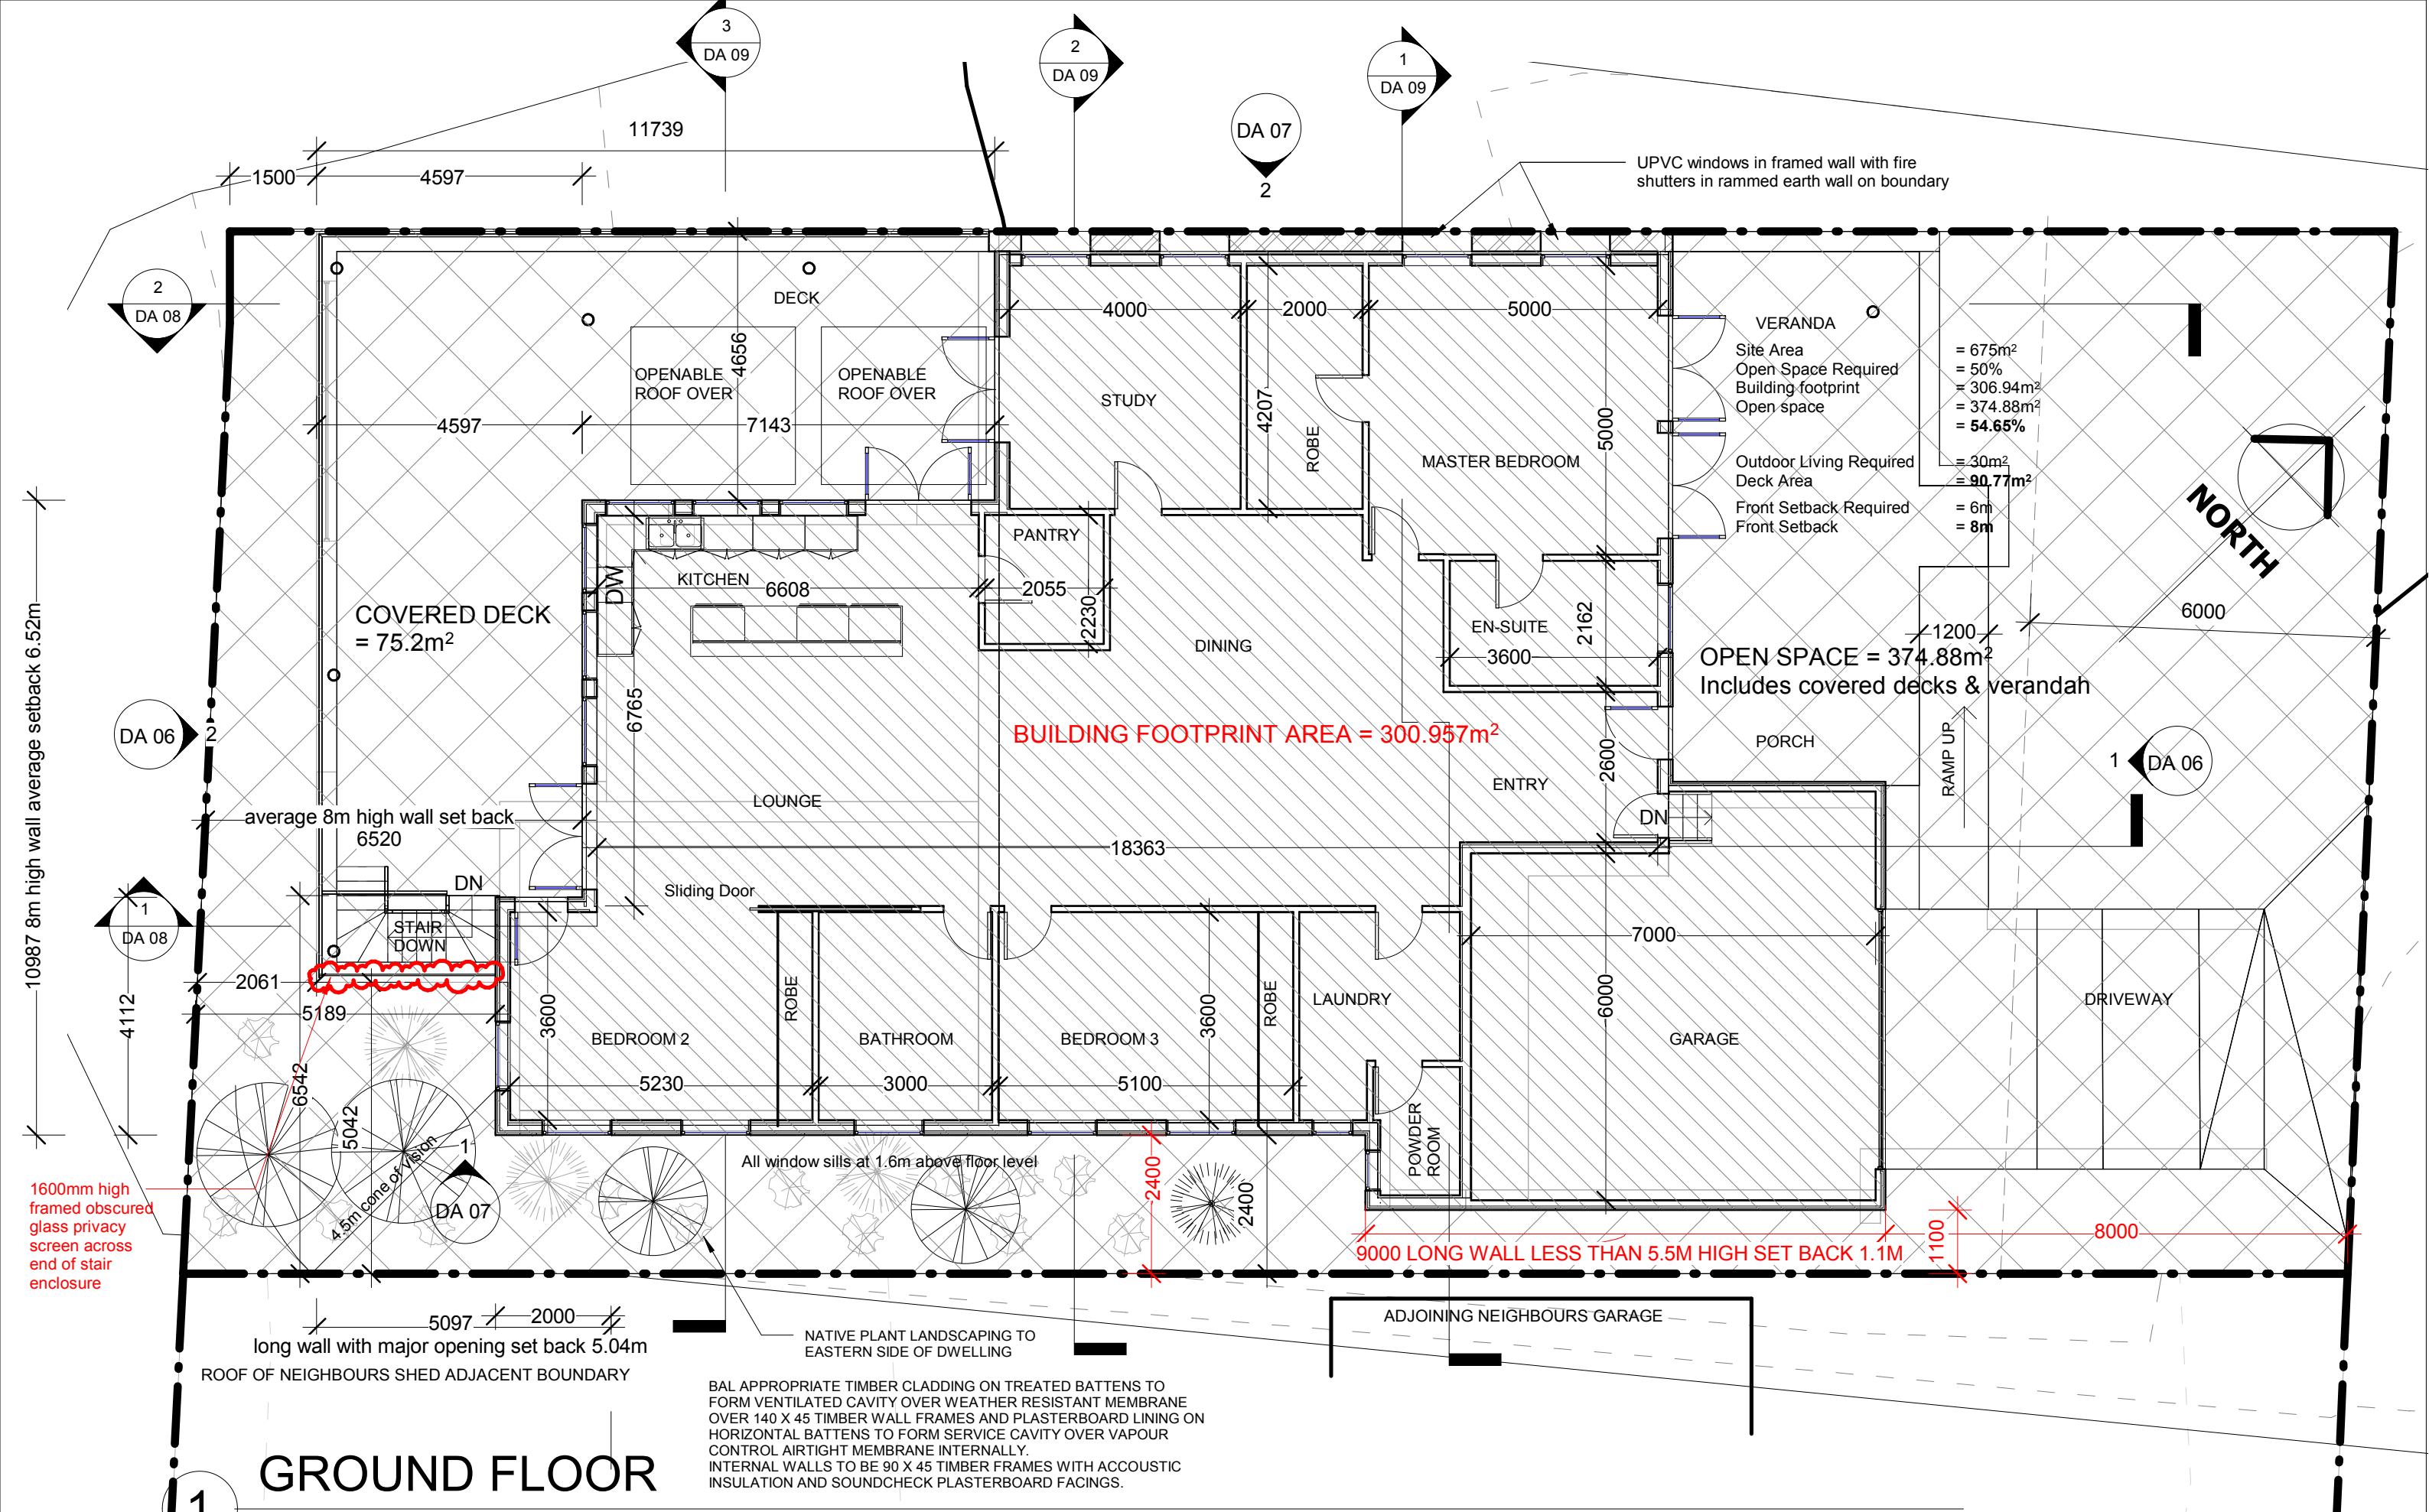 3
DA 09
2
DA 09
1
DA 09
11739
DA 07
2
1500
4597
UPVC windows in framed wall with fire
shutters in rammed earth wall on boundary
2
DA 08
DECK
4000
2000
5000
VERANDA
Site Area = 675m²
Open Space Required = 50%
Building footprint = 306.94m²
Open space = 374.88m²
= 54.65%
Outdoor Living Required = 30m²
Deck Area = 90.77m²
Front Setback Required = 6m
Front Setback = 8m
4656
OPENABLE
ROOF OVER
OPENABLE
ROOF OVER
STUDY
4207
ROBE
5000
4597
7143
MASTER BEDROOM
NORTH
PANTRY
KITCHEN
DW
6608
2055
2230
COVERED DECK
= 75.2m²
DINING
EN-SUITE
2162
3600
1200
6000
OPEN SPACE = 374.88m²
Includes covered decks & verandah
10987 8m high wall average setback 6.52m
6765
DA 06
2
BUILDING FOOTPRINT AREA = 300.957m²
2600
PORCH
RAMP UP
1
DA 06
ENTRY
LOUNGE
average 8m high wall set back
6520
DN
18363
DN
Sliding Door
1
DA 08
STAIR
DOWN
7000
2061
5189
4112
3600
ROBE
3600
ROBE
LAUNDRY
6000
DRIVEWAY
BEDROOM 2
BATHROOM
BEDROOM 3
GARAGE
5230
3000
5100
6542
5042
4.5m cone of vision
1
DA 07
POWDER
ROOM
All window sills at 1.6m above floor level
2400
2400
1600mm high
framed obscured
glass privacy
screen across
end of stair
enclosure
9000 LONG WALL LESS THAN 5.5M HIGH SET BACK 1.1M
1100
8000
5097
2000
long wall with major opening set back 5.04m
ROOF OF NEIGHBOURS SHED ADJACENT BOUNDARY
NATIVE PLANT LANDSCAPING TO
EASTERN SIDE OF DWELLING
ADJOINING NEIGHBOURS GARAGE
BAL APPROPRIATE TIMBER CLADDING ON TREATED BATTENS TO
FORM VENTILATED CAVITY OVER WEATHER RESISTANT MEMBRANE
OVER 140 X 45 TIMBER WALL FRAMES AND PLASTERBOARD LINING ON
HORIZONTAL BATTENS TO FORM SERVICE CAVITY OVER VAPOUR
CONTROL AIRTIGHT MEMBRANE INTERNALLY.
INTERNAL WALLS TO BE 90 X 45 TIMBER FRAMES WITH ACCOUSTIC
INSULATION AND SOUNDCHECK PLASTERBOARD FACINGS.
GROUND FLOOR
1